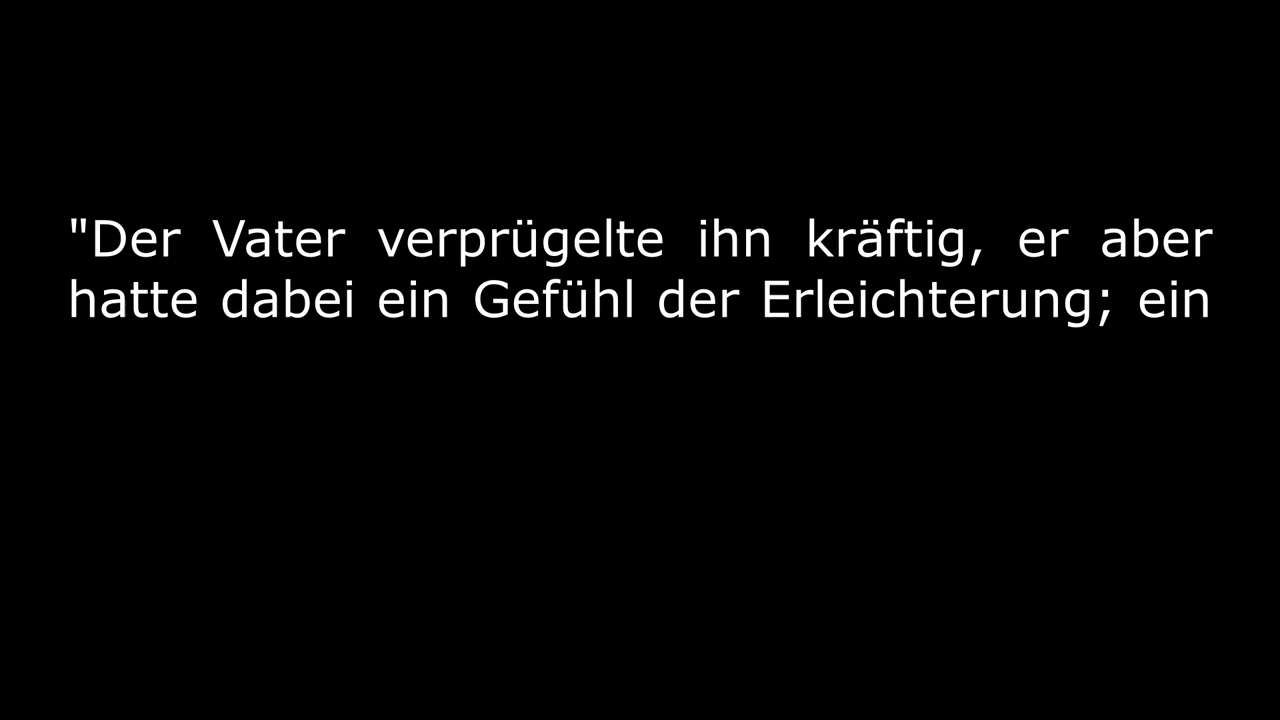 "Der Vater verprügelte ihn kräftig, er aber
hatte dabei ein Gefühl der Erleichterung; ein